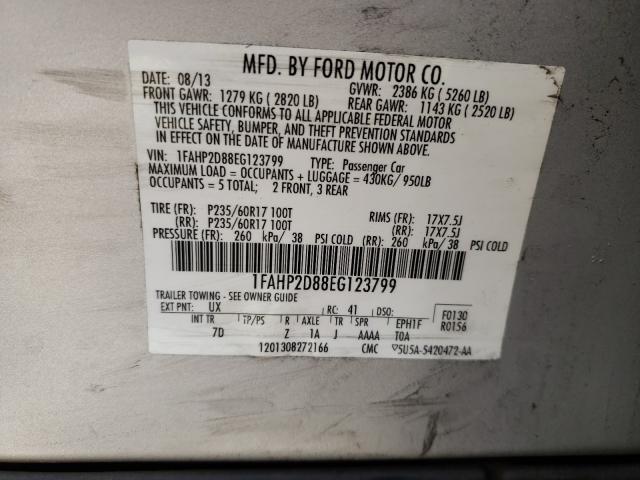 MFD. BY FORD MOTOR CO.
DATE: 08/13 GVWR: 2386 KG ( 5260 LB)
FRONT GAWR: 1279 KG ( 2820 LB) REAR GAWR: 1143 KG ( 2520 LB)
THIS VEHICLE CONFORMS TO ALL APPLICABLE FEDERAL MOTOR
VEHICLE SAFETY, BUMPER, AND THEFT PREVENTION STANDARDS
IN EFFECT ON THE DATE OF MANUFACTURE SHOWN ABOVE.
VIN: 1FAHP2D88EG123799 TYPE: Passenger Car
MAXIMUM LOAD = OCCUPANTS + LUGGAGE = 430KG/ 950LB
OCCUPANTS = 5 TOTAL; 2 FRONT, 3 REAR
TIRE (FR): P235/60R17 100T RIMS (FR): 17X7.5J
(RR): P235/60R17 100T (RR): 17X7.5J
PRESSURE (FR): 260 kPa/ 38 PSI COLD (RR): 260 kPa/ 38 PSI COLD
1FAHP2D88EG123799
TRAILER TOWING - SEE OWNER GUIDE
EXT PNT: UX RC: 41 DSO: F0130
INT TR TP/PS R AXLE TR SPR EPH1F R0156
7D Z 1A J AAAA T0A
1201308272166 CMC 5U5A-5420472-AA